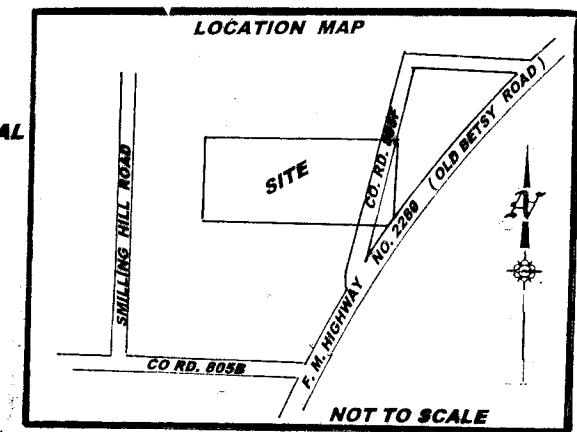 LOCATION MAP
AL
SMILLING HILL ROAD
SITE
CO. RD.
F. M. HIGHWAY NO. 2280 (OLD BETSY ROAD)
N
CO RD. 805B
NOT TO SCALE